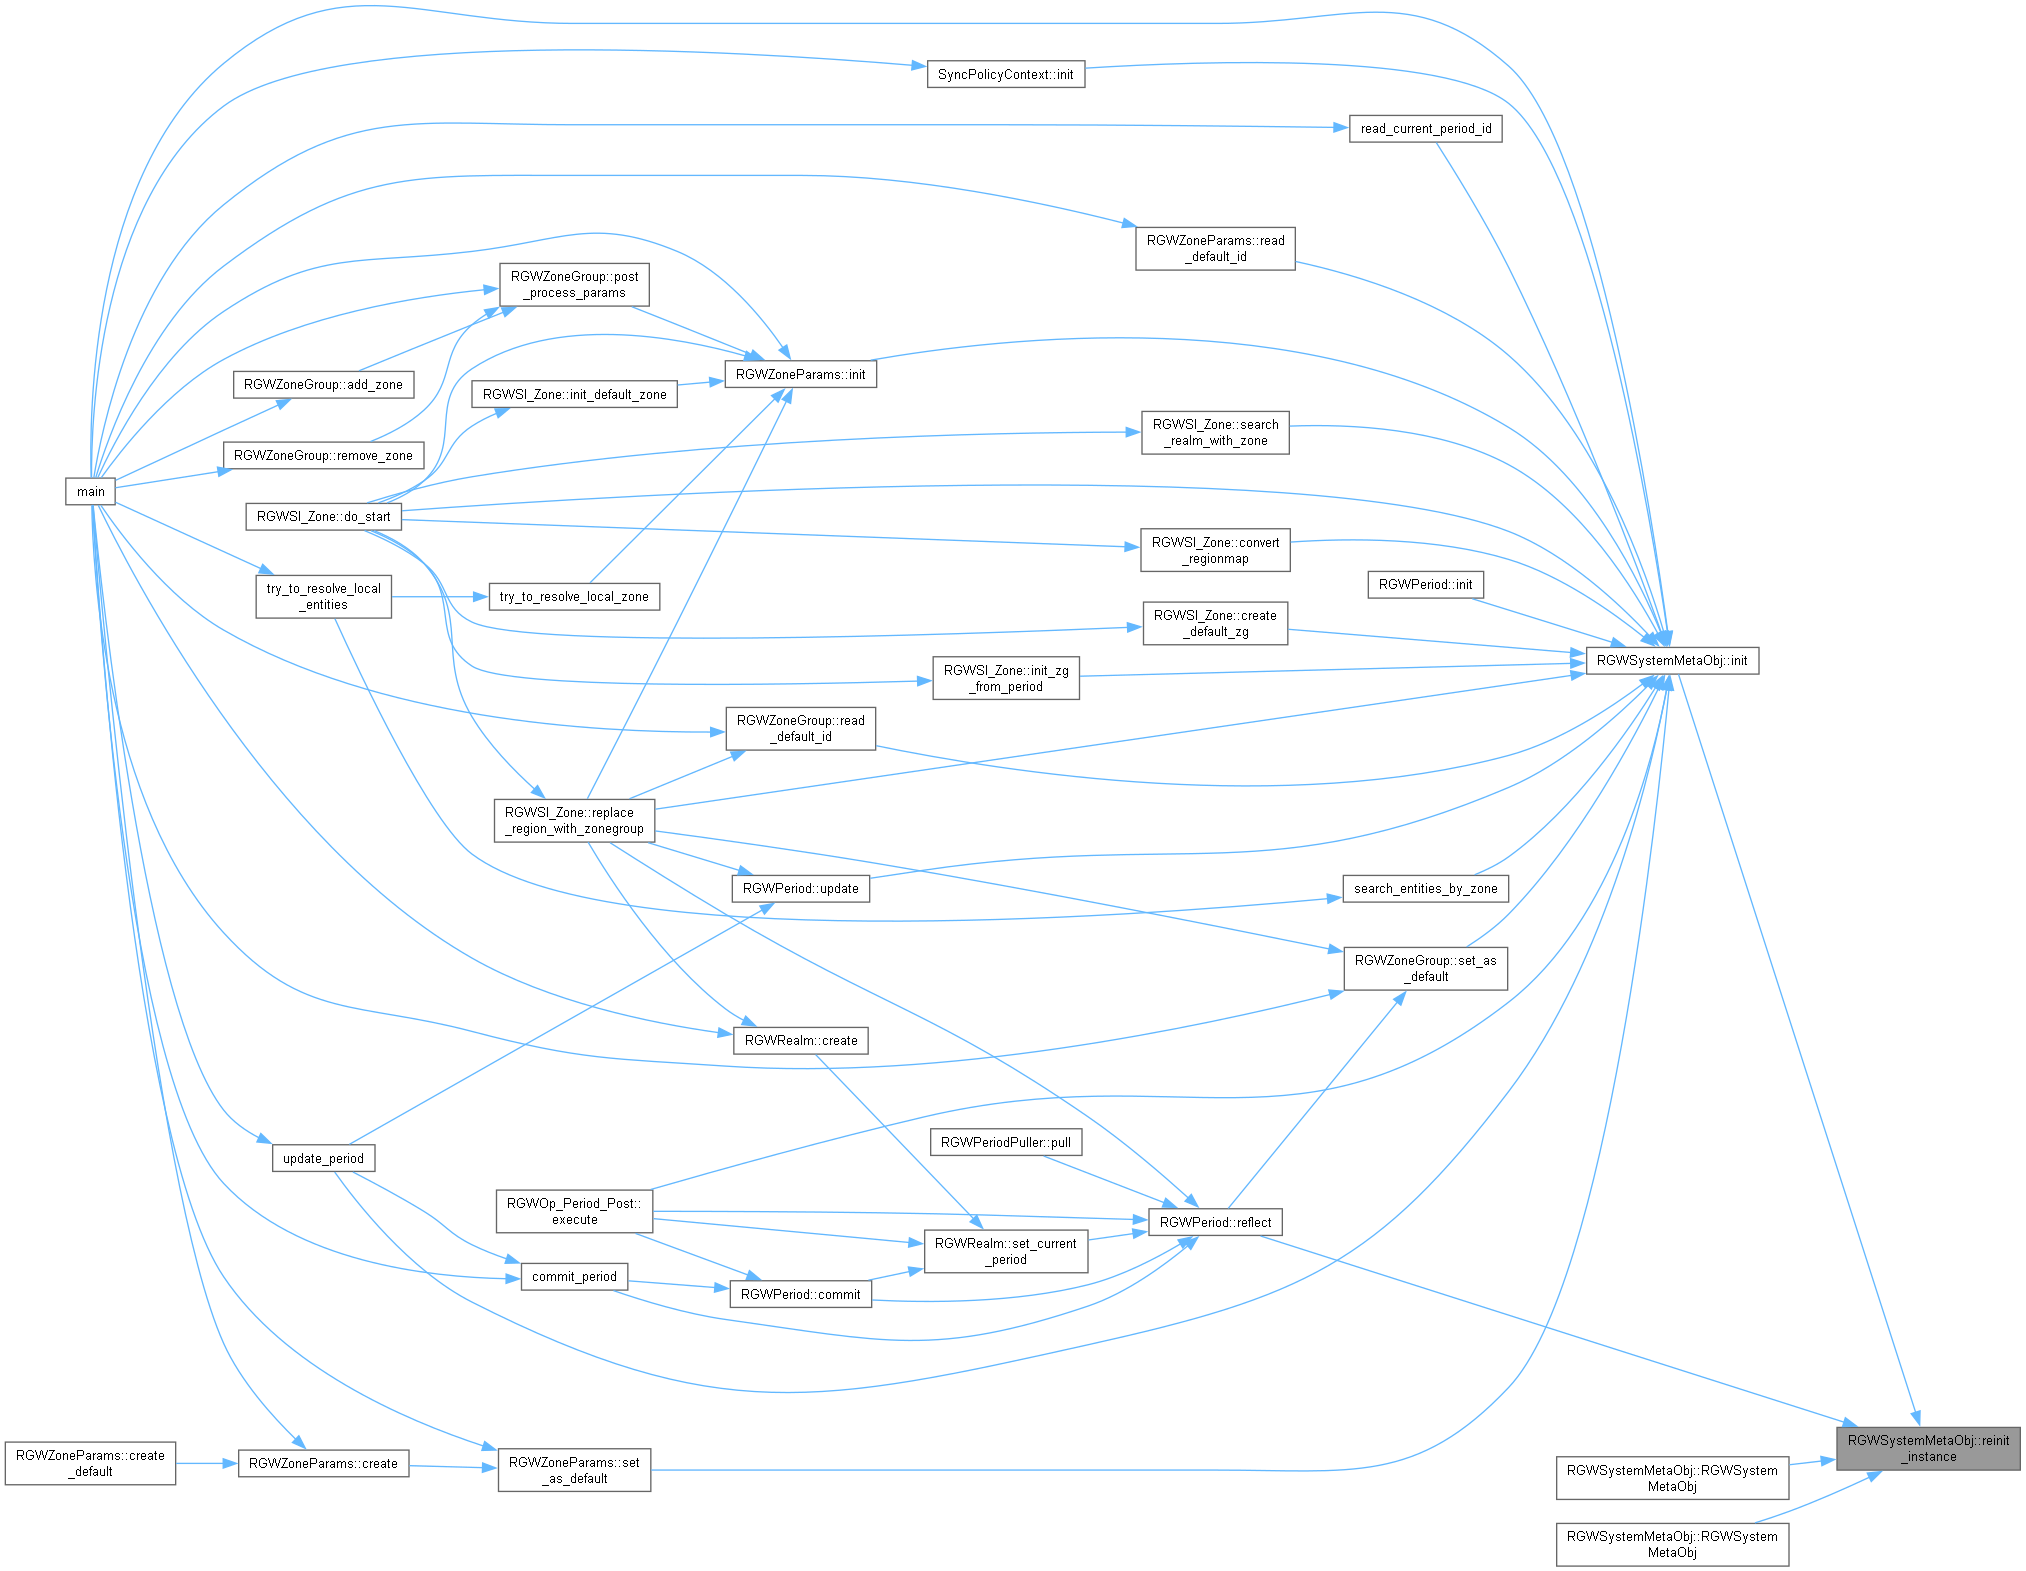 SyncPolicyContext::init
read_current_period_id
RGWZoneParams::read
_default_id
RGWZoneGroup::post
_process_params
RGWZoneParams::init
RGWZoneGroup::add_zone
RGWSI_Zone::init_default_zone
RGWSI_Zone::search
_realm_with_zone
RGWZoneGroup::remove_zone
main
RGWSI_Zone::do_start
RGWSI_Zone::convert
_regionmap
RGWPeriod::init
try_to_resolve_local
_entities
try_to_resolve_local_zone
RGWSI_Zone::create
_default_zg
RGWSystemMetaObj::init
RGWSI_Zone::init_zg
_from_period
RGWZoneGroup::read
_default_id
RGWSI_Zone::replace
_region_with_zonegroup
RGWPeriod::update
search_entities_by_zone
RGWZoneGroup::set_as
_default
RGWRealm::create
RGWPeriodPuller::pull
update_period
RGWOp_Period_Post::
execute
RGWPeriod::reflect
RGWRealm::set_current
_period
commit_period
RGWPeriod::commit
RGWSystemMetaObj::reinit
_instance
RGWZoneParams::create
_default
RGWZoneParams::create
RGWZoneParams::set
_as_default
RGWSystemMetaObj::RGWSystem
MetaObj
RGWSystemMetaObj::RGWSystem
MetaObj